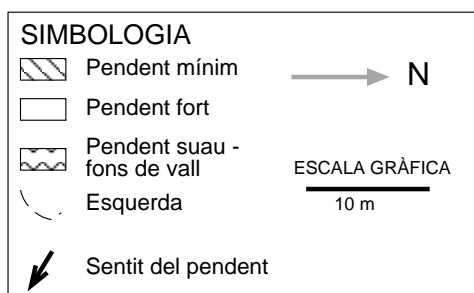 SIMBOLOGIA
Pendent mínim
N
Pendent fort
Pendent suau -
fons de vall
ESCALA GRÀFICA
10 m
Esquerda
Sentit del pendent